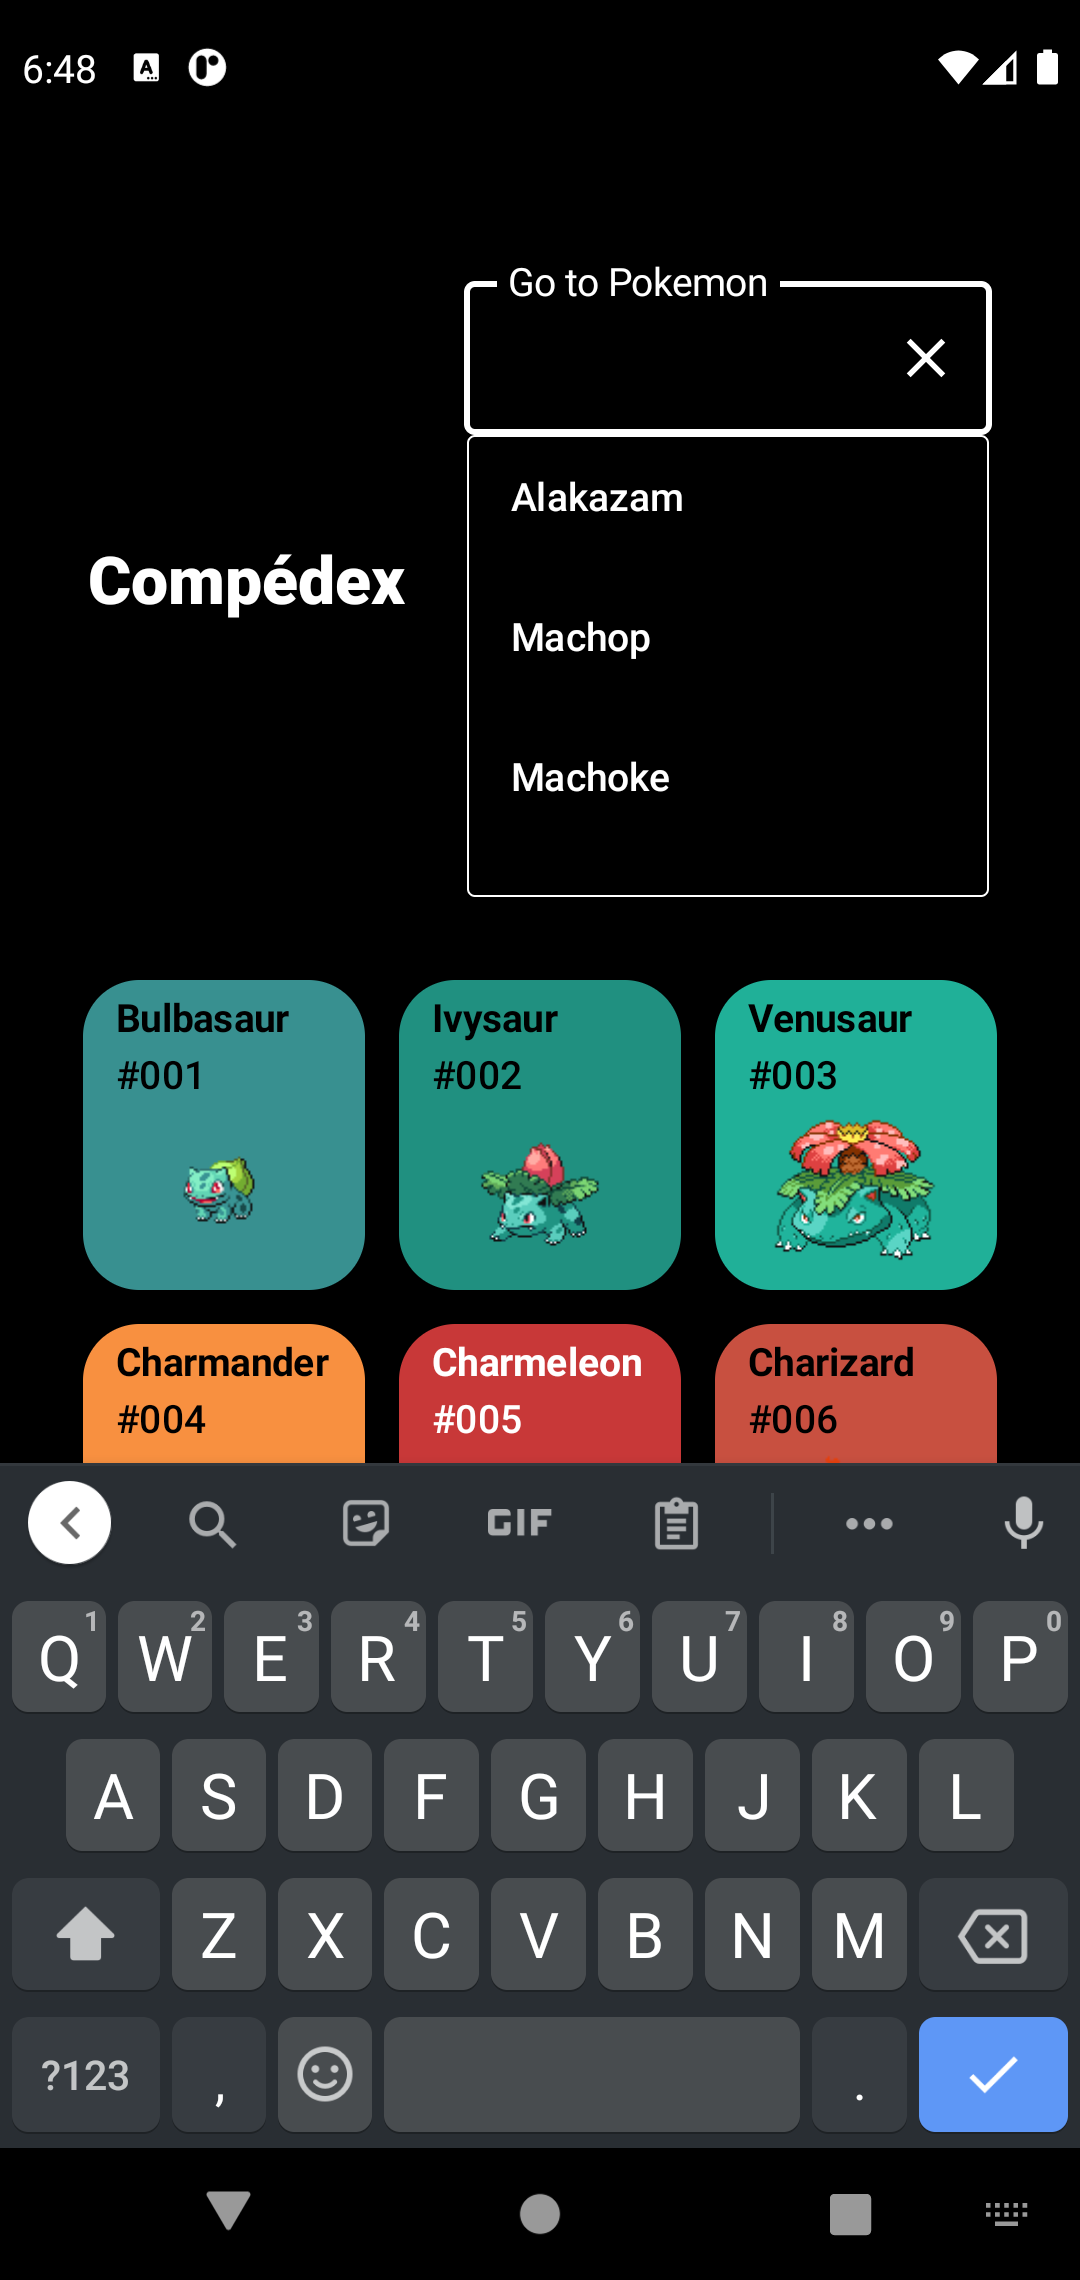 6:48
Go to Pokemon
Alakazam
Compédex
Machop
Machoke
Bulbasaur Ivysaur Venusaur
#001 #002 #003
Charmander Charmeleon Charizard
#004 #005 #006
GIF
1 2 3 4 5 6 7 8 9 0
Q W E R T Y U I O P
A S D F G H J K L
Z X C V B N M
?123 , .